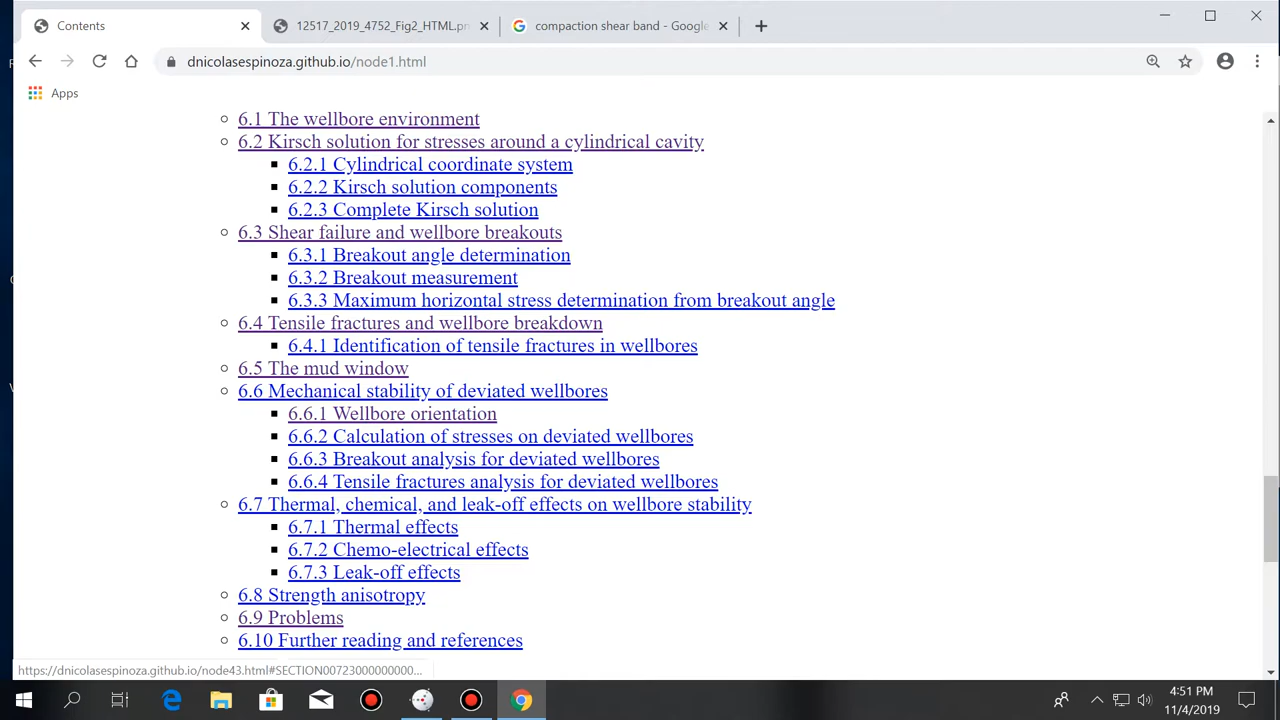 Contents
12517_2019_4752_Fig2_HTML.pn
compaction shear band - Google
dnicolasespinoza.github.io/node1.html
Apps
6.1 The wellbore environment
6.2 Kirsch solution for stresses around a cylindrical cavity
6.2.1 Cylindrical coordinate system
6.2.2 Kirsch solution components
6.2.3 Complete Kirsch solution
6.3 Shear failure and wellbore breakouts
6.3.1 Breakout angle determination
6.3.2 Breakout measurement
6.3.3 Maximum horizontal stress determination from breakout angle
6.4 Tensile fractures and wellbore breakdown
6.4.1 Identification of tensile fractures in wellbores
6.5 The mud window
6.6 Mechanical stability of deviated wellbores
6.6.1 Wellbore orientation
6.6.2 Calculation of stresses on deviated wellbores
6.6.3 Breakout analysis for deviated wellbores
6.6.4 Tensile fractures analysis for deviated wellbores
6.7 Thermal, chemical, and leak-off effects on wellbore stability
6.7.1 Thermal effects
6.7.2 Chemo-electrical effects
6.7.3 Leak-off effects
6.8 Strength anisotropy
6.9 Problems
6.10 Further reading and references
https://dnicolasespinoza.github.io/node43.html#SECTION00723000000000...
4:51 PM
11/4/2019